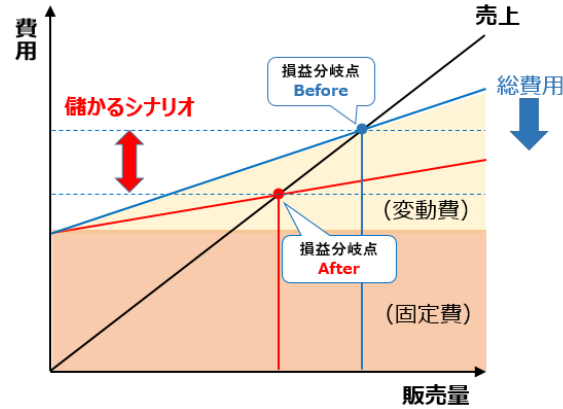 費
用
売上
損益分岐点
Before
総費用
儲かるシナリオ
(変動費)
損益分岐点
After
(固定費)
販売量